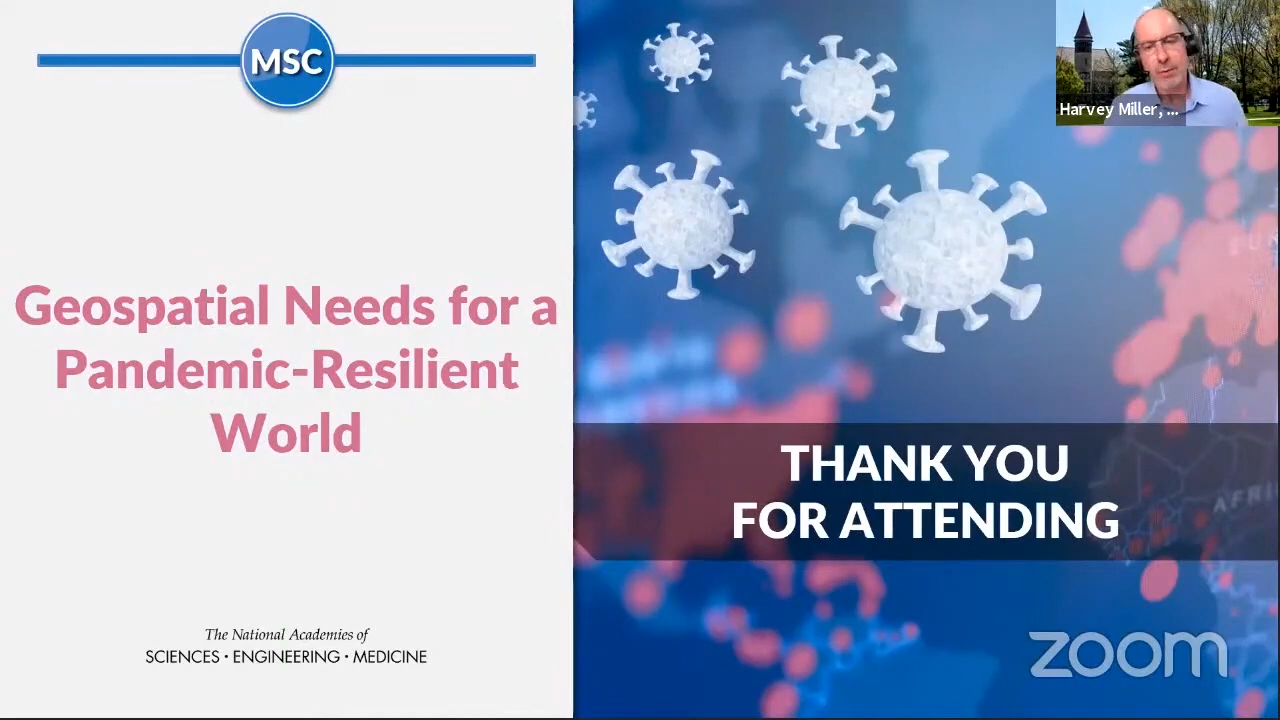 MSC
Geospatial Needs for a
Pandemic-Resilient
World
The National Academies of
SCIENCES • ENGINEERING • MEDICINE
Harvey Miller, ...
THANK YOU
FOR ATTENDING
zoom